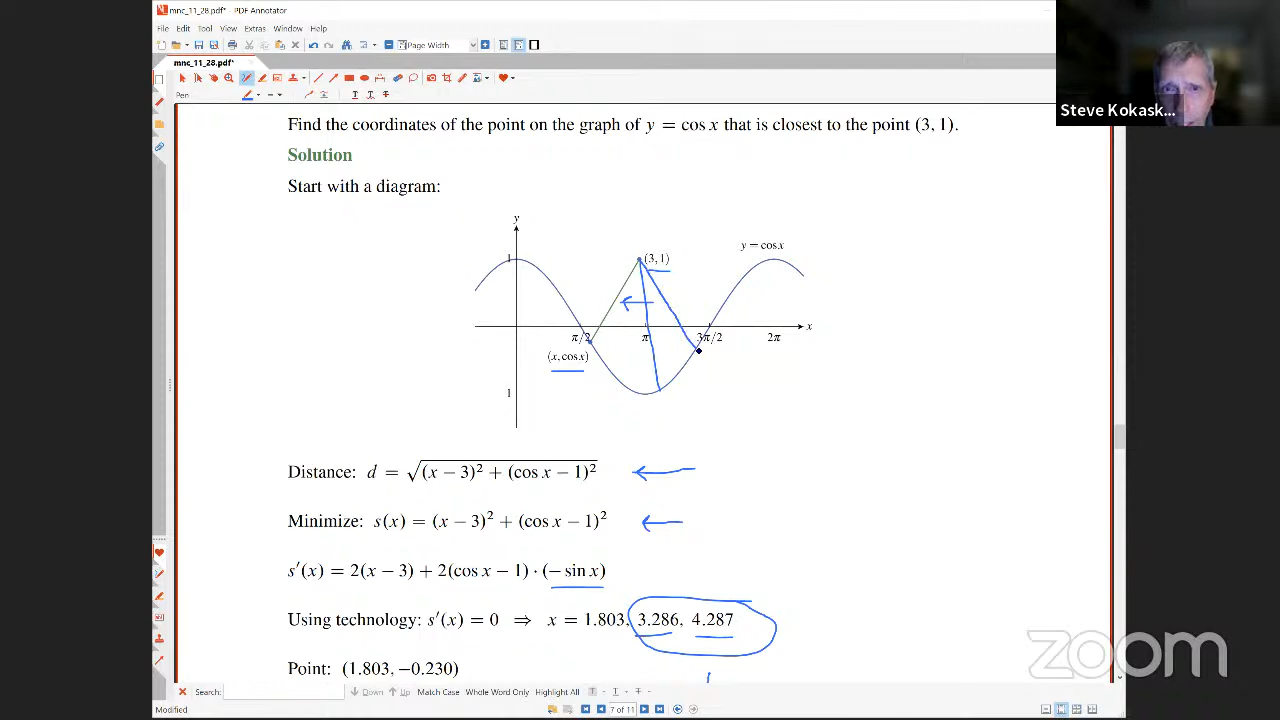 mnc_11_28.pdf* - PDF Annotator
File Edit Tool View Extras Window Help
Page Width
mnc_11_28.pdf*
Pen
Steve Kokask...
Find the coordinates of the point on the graph of y = cos x that is closest to the point (3, 1).
Solution
Start with a diagram:
y
1
(3, 1)
y = cos x
x
π/2
π
3π/2
2π
(x, cos x)
1
Distance: d = √(x − 3)² + (cos x − 1)²
Minimize: s(x) = (x − 3)² + (cos x − 1)²
s′(x) = 2(x − 3) + 2(cos x − 1) · (− sin x)
Using technology: s′(x) = 0 ⇒ x = 1.803, 3.286, 4.287
Point: (1.803, −0.230)
zoom
Search: Down Up Match Case Whole Word Only Highlight All
Modified 7 of 11